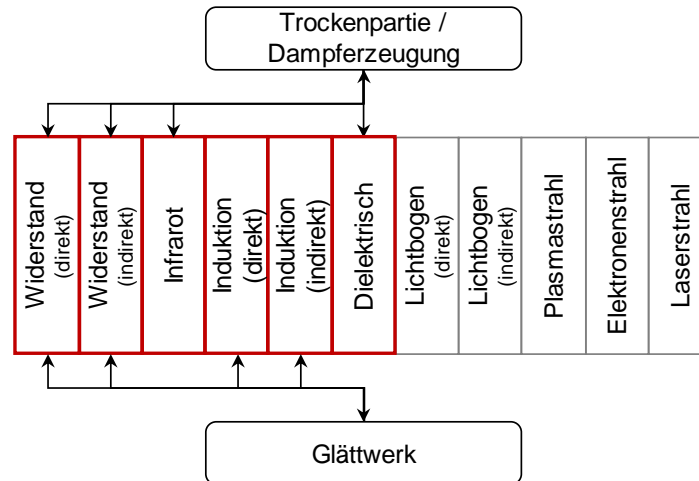 Trockenpartie /
Dampferzeugung
Widerstand
(direkt)
Widerstand
(indirekt)
Infrarot
Induktion
(direkt)
Induktion
(indirekt)
Dielektrisch
Lichtbogen
(direkt)
Lichtbogen
(indirekt)
Plasmastrahl
Elektronenstrahl
Laserstrahl
Glättwerk